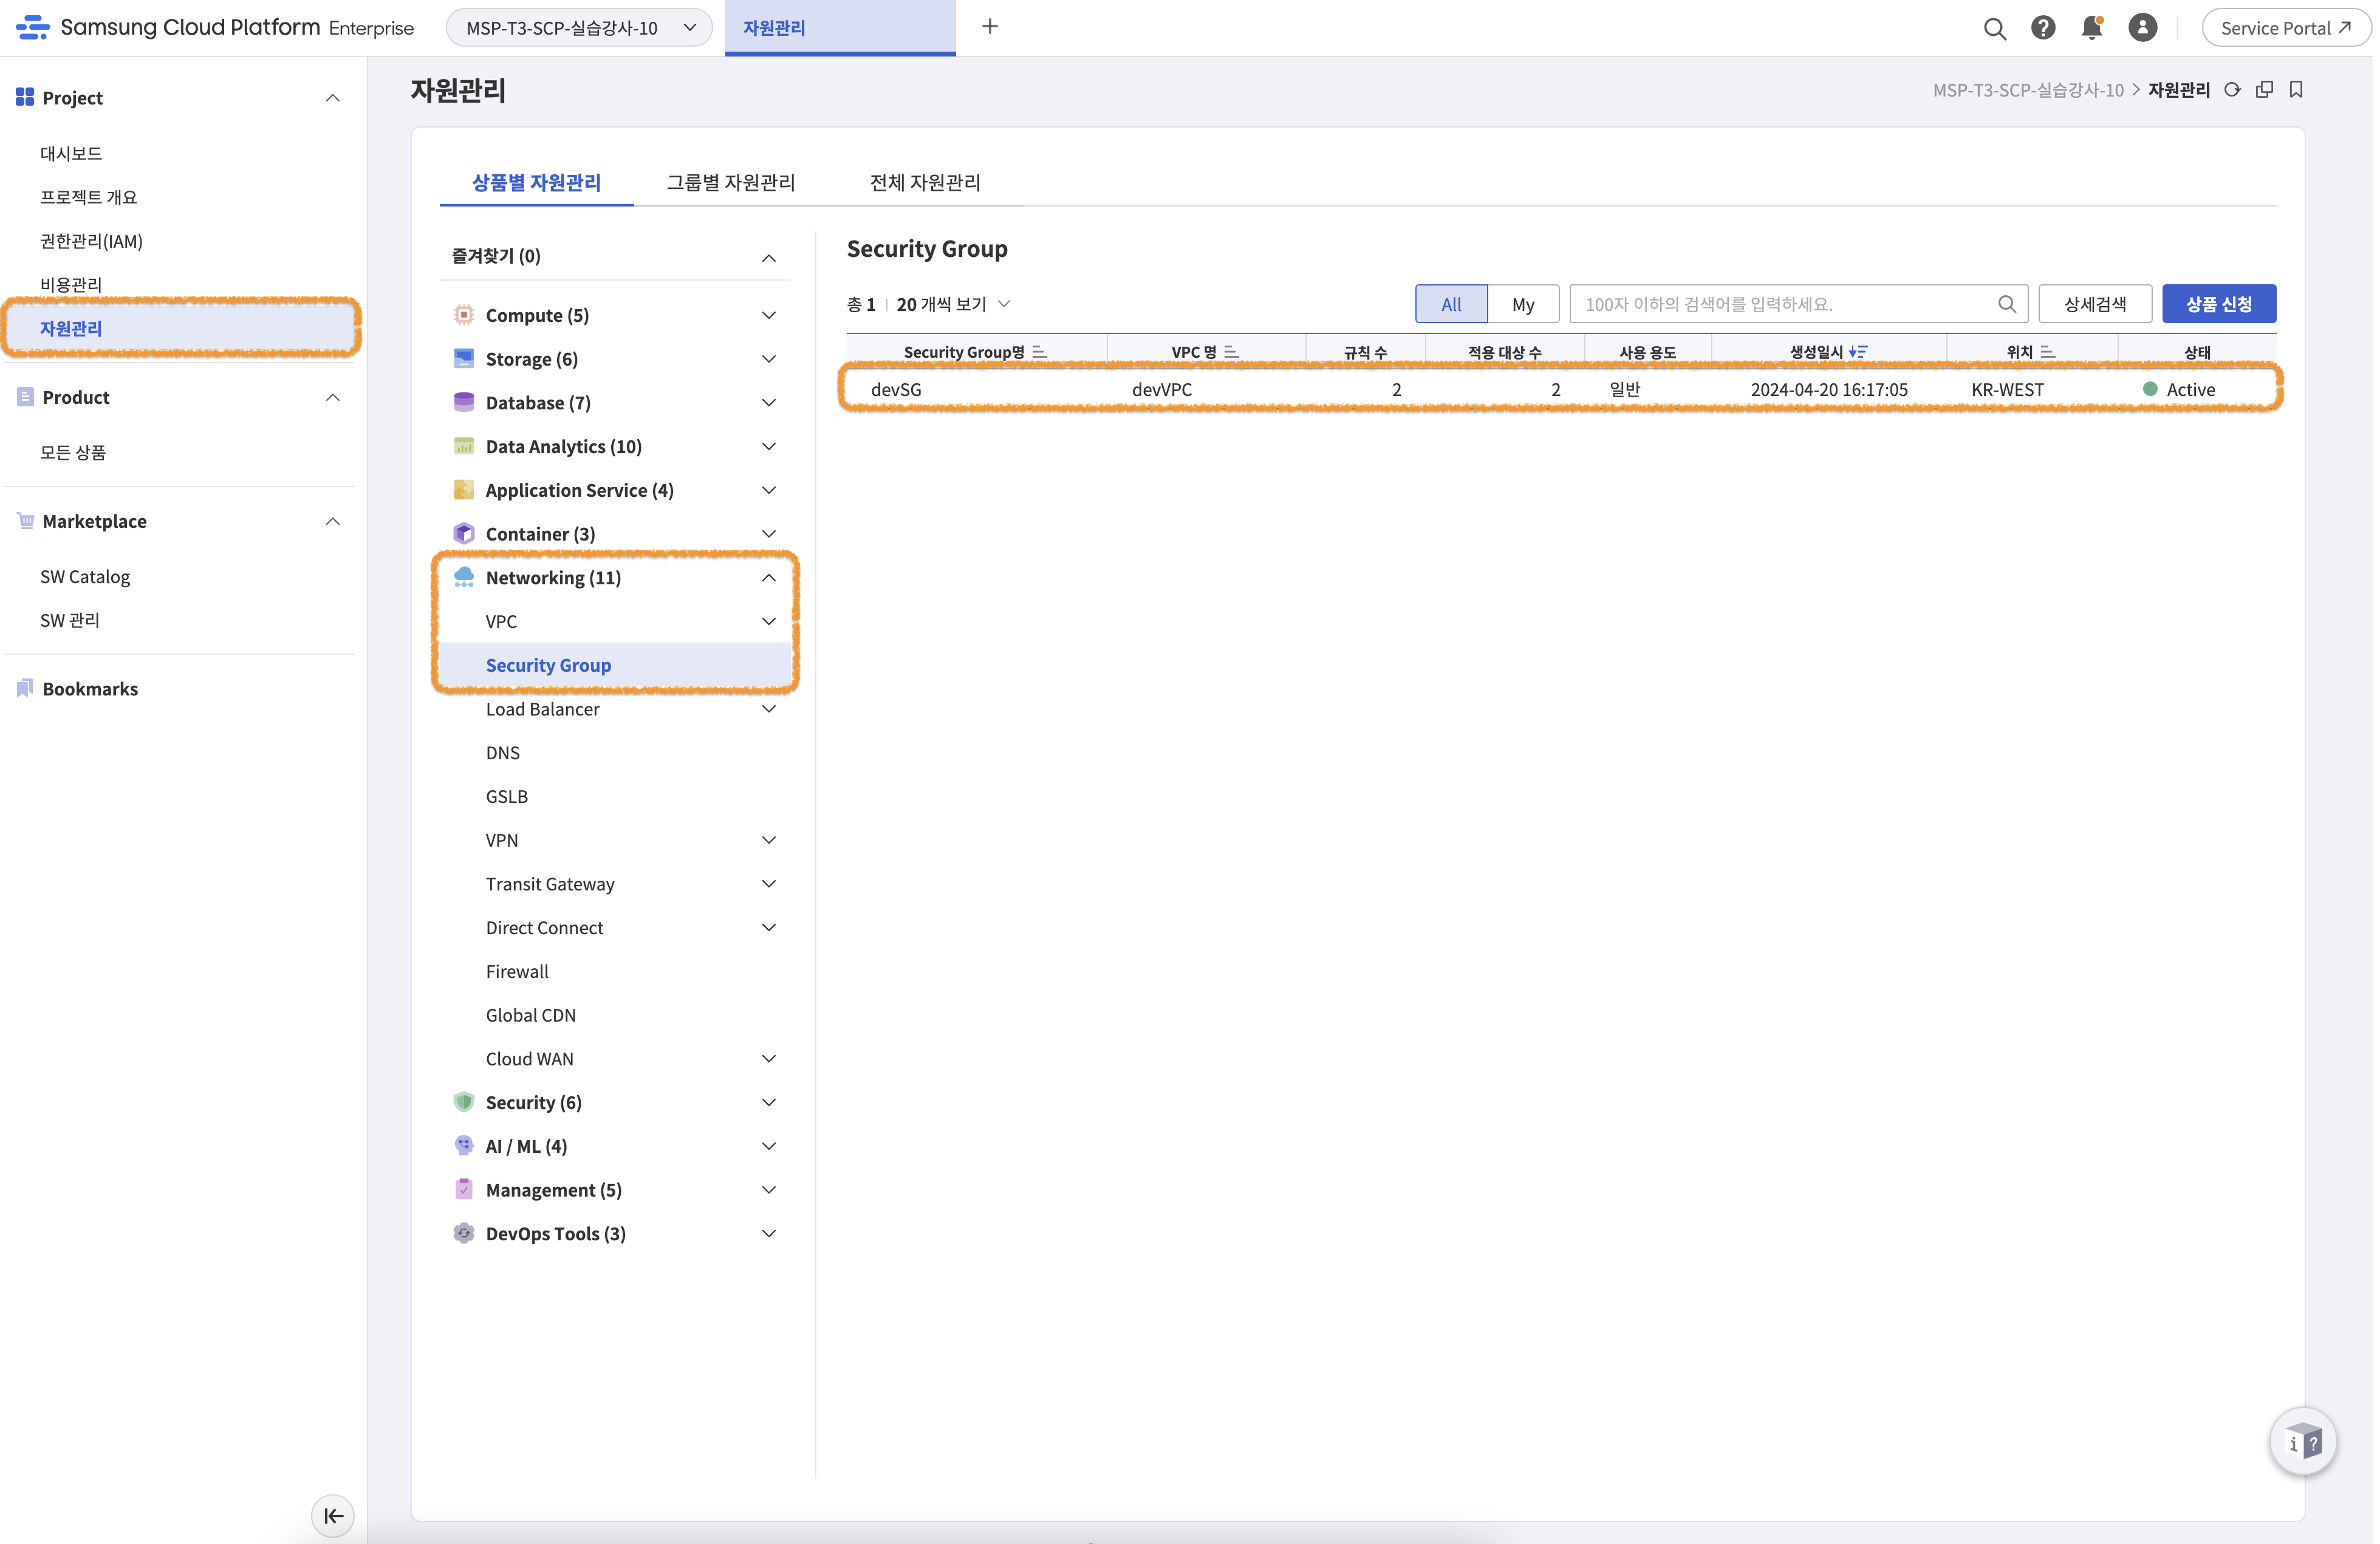 Samsung Cloud Platform Enterprise
MSP-T3-SCP-실습강사-10
자원관리
Service Portal
Project
대시보드
프로젝트 개요
권한관리(IAM)
비용관리
자원관리
Product
모든 상품
Marketplace
SW Catalog
SW 관리
Bookmarks
자원관리
MSP-T3-SCP-실습강사-10 > 자원관리
상품별 자원관리
그룹별 자원관리
전체 자원관리
즐겨찾기 (0)
Compute (5)
Storage (6)
Database (7)
Data Analytics (10)
Application Service (4)
Container (3)
Networking (11)
VPC
Security Group
Load Balancer
DNS
GSLB
VPN
Transit Gateway
Direct Connect
Firewall
Global CDN
Cloud WAN
Security (6)
AI / ML (4)
Management (5)
DevOps Tools (3)
Security Group
총 1 | 20 개씩 보기
All My 100자 이하의 검색어를 입력하세요. 상세검색 상품 신청
Security Group명 VPC 명 규칙 수 적용 대상 수 사용 용도 생성일시 위치 상태
devSG devVPC 2 2 일반 2024-04-20 16:17:05 KR-WEST Active
i ?